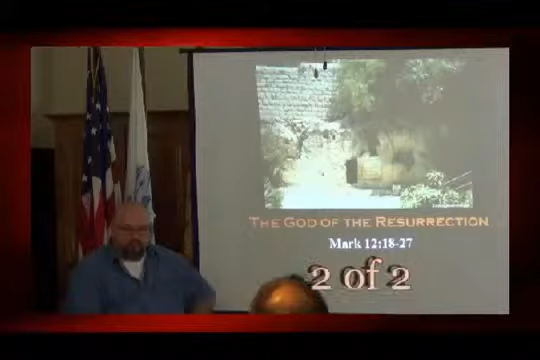 The God of the Resurrection
Mark 12:18-27
2 of 2